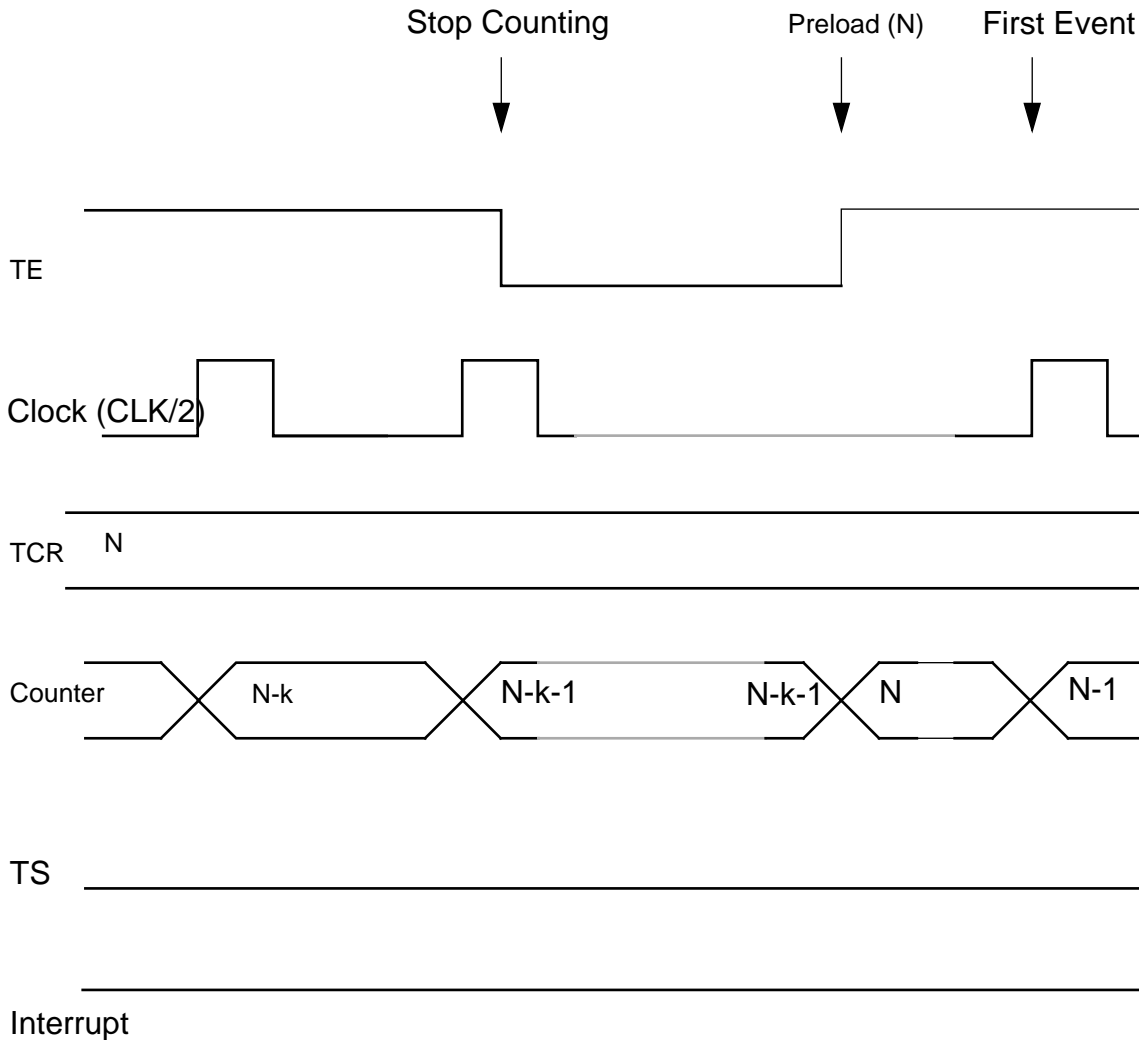 Stop Counting
Preload (N)
First Event
TE
Clock (CLK/2)
TCR
N
Counter
N-k
N-k-1
N-k-1
N
N-1
TS
Interrupt